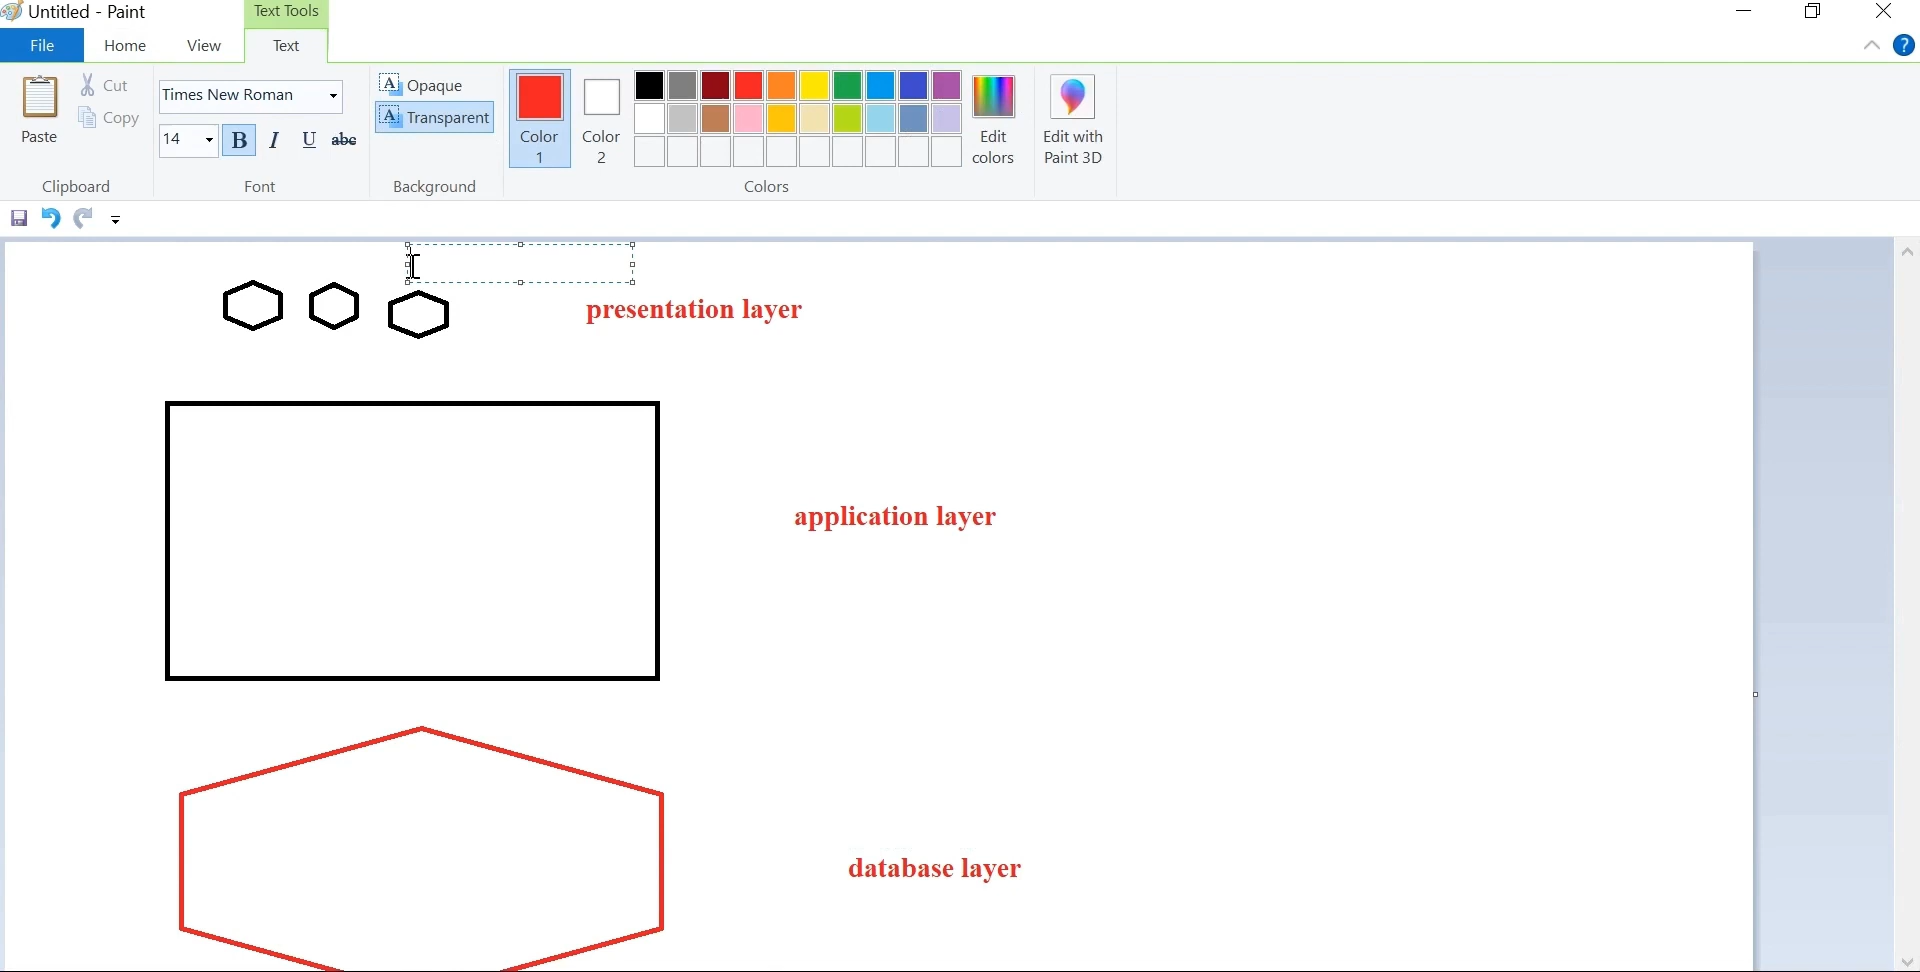 Untitled - Paint
Text Tools
File
Home
View
Text
?
Paste
Cut
Copy
Clipboard
Times New Roman
14
B
I
U
abc
Font
A Opaque
A Transparent
Background
Color
1
Color
2
Edit
colors
Colors
Edit with
Paint 3D
presentation layer
application layer
database layer